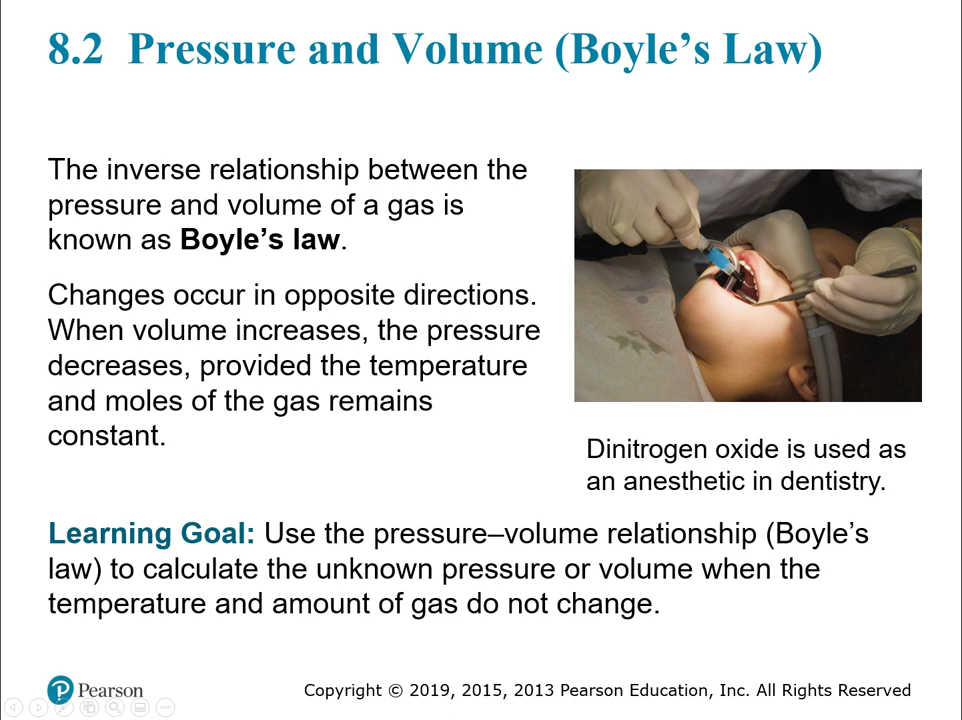 8.2 Pressure and Volume (Boyle’s Law)
The inverse relationship between the
pressure and volume of a gas is
known as Boyle’s law.
Changes occur in opposite directions.
When volume increases, the pressure
decreases, provided the temperature
and moles of the gas remains
constant.
Dinitrogen oxide is used as
an anesthetic in dentistry.
Learning Goal: Use the pressure–volume relationship (Boyle’s
law) to calculate the unknown pressure or volume when the
temperature and amount of gas do not change.
P Pearson
Copyright © 2019, 2015, 2013 Pearson Education, Inc. All Rights Reserved